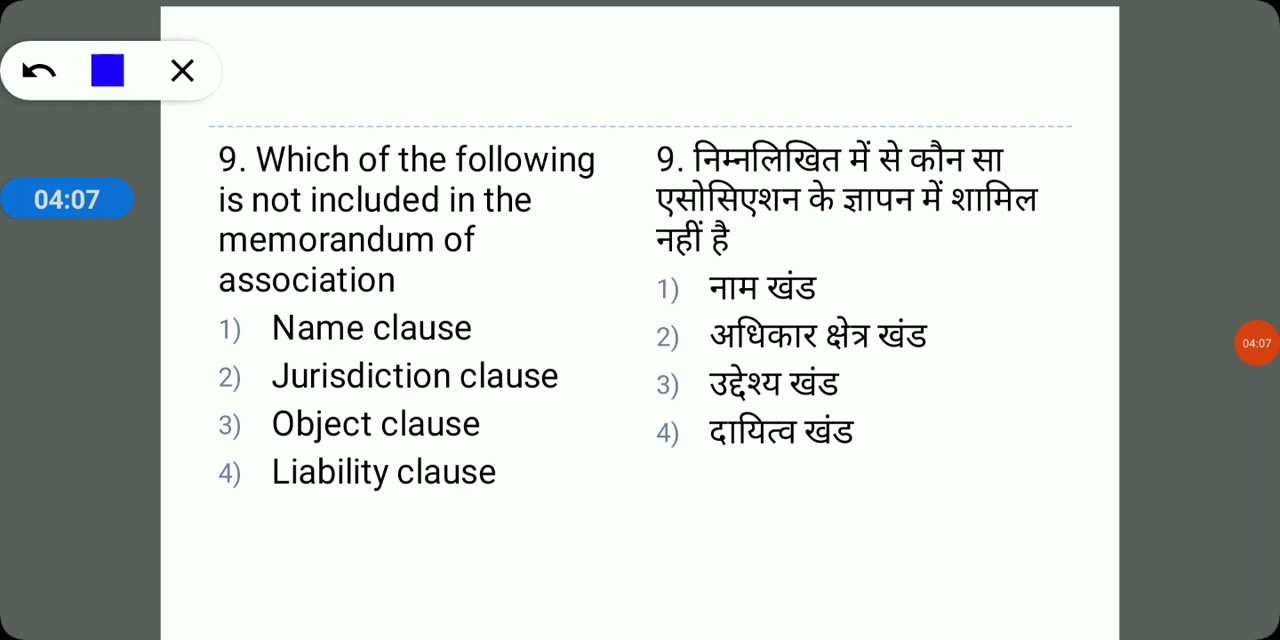 04:07
9. Which of the following
is not included in the
memorandum of
association
1) Name clause
2) Jurisdiction clause
3) Object clause
4) Liability clause
9. निम्नलिखित में से कौन सा
एसोसिएशन के ज्ञापन में शामिल
नहीं है
1) नाम खंड
2) अधिकार क्षेत्र खंड
3) उद्देश्य खंड
4) दायित्व खंड
04:07